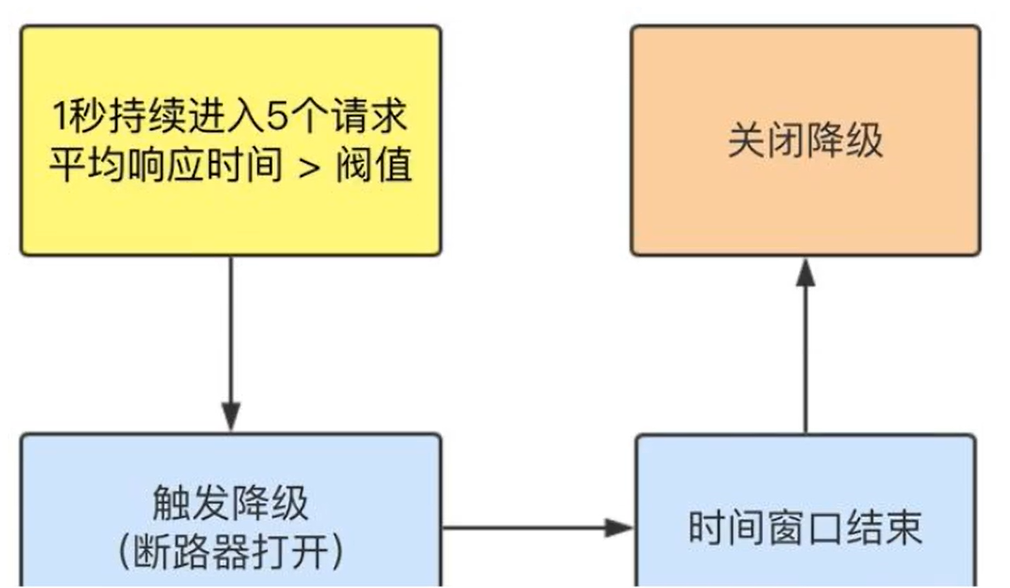 1秒持续进入5个请求
平均响应时间 > 阀值
关闭降级
触发降级
(断路器打开)
时间窗口结束